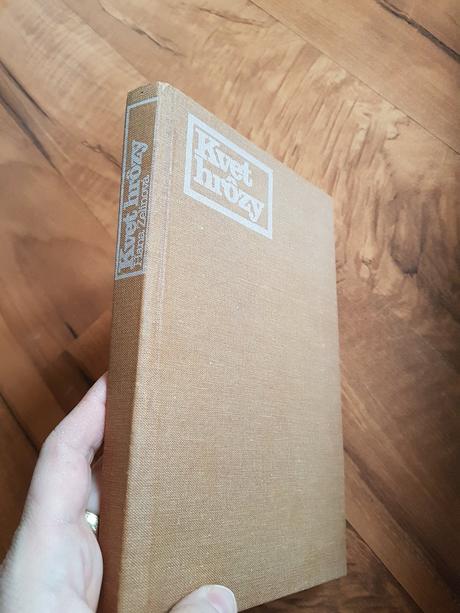 Kvet
hrôzy
Kvet hrôzy
Hana Zelinová